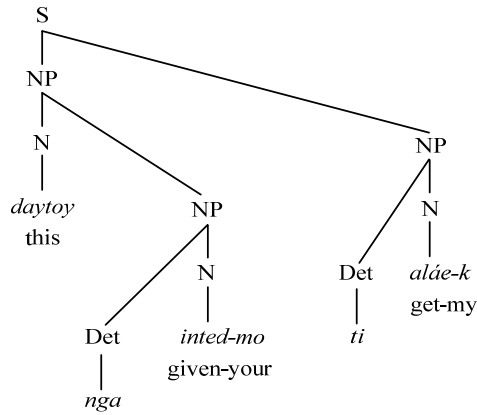 S
NP
N NP
daytoy
this NP
N Det N aláe-k
get-my
Det inted-mo ti
given-your
nga